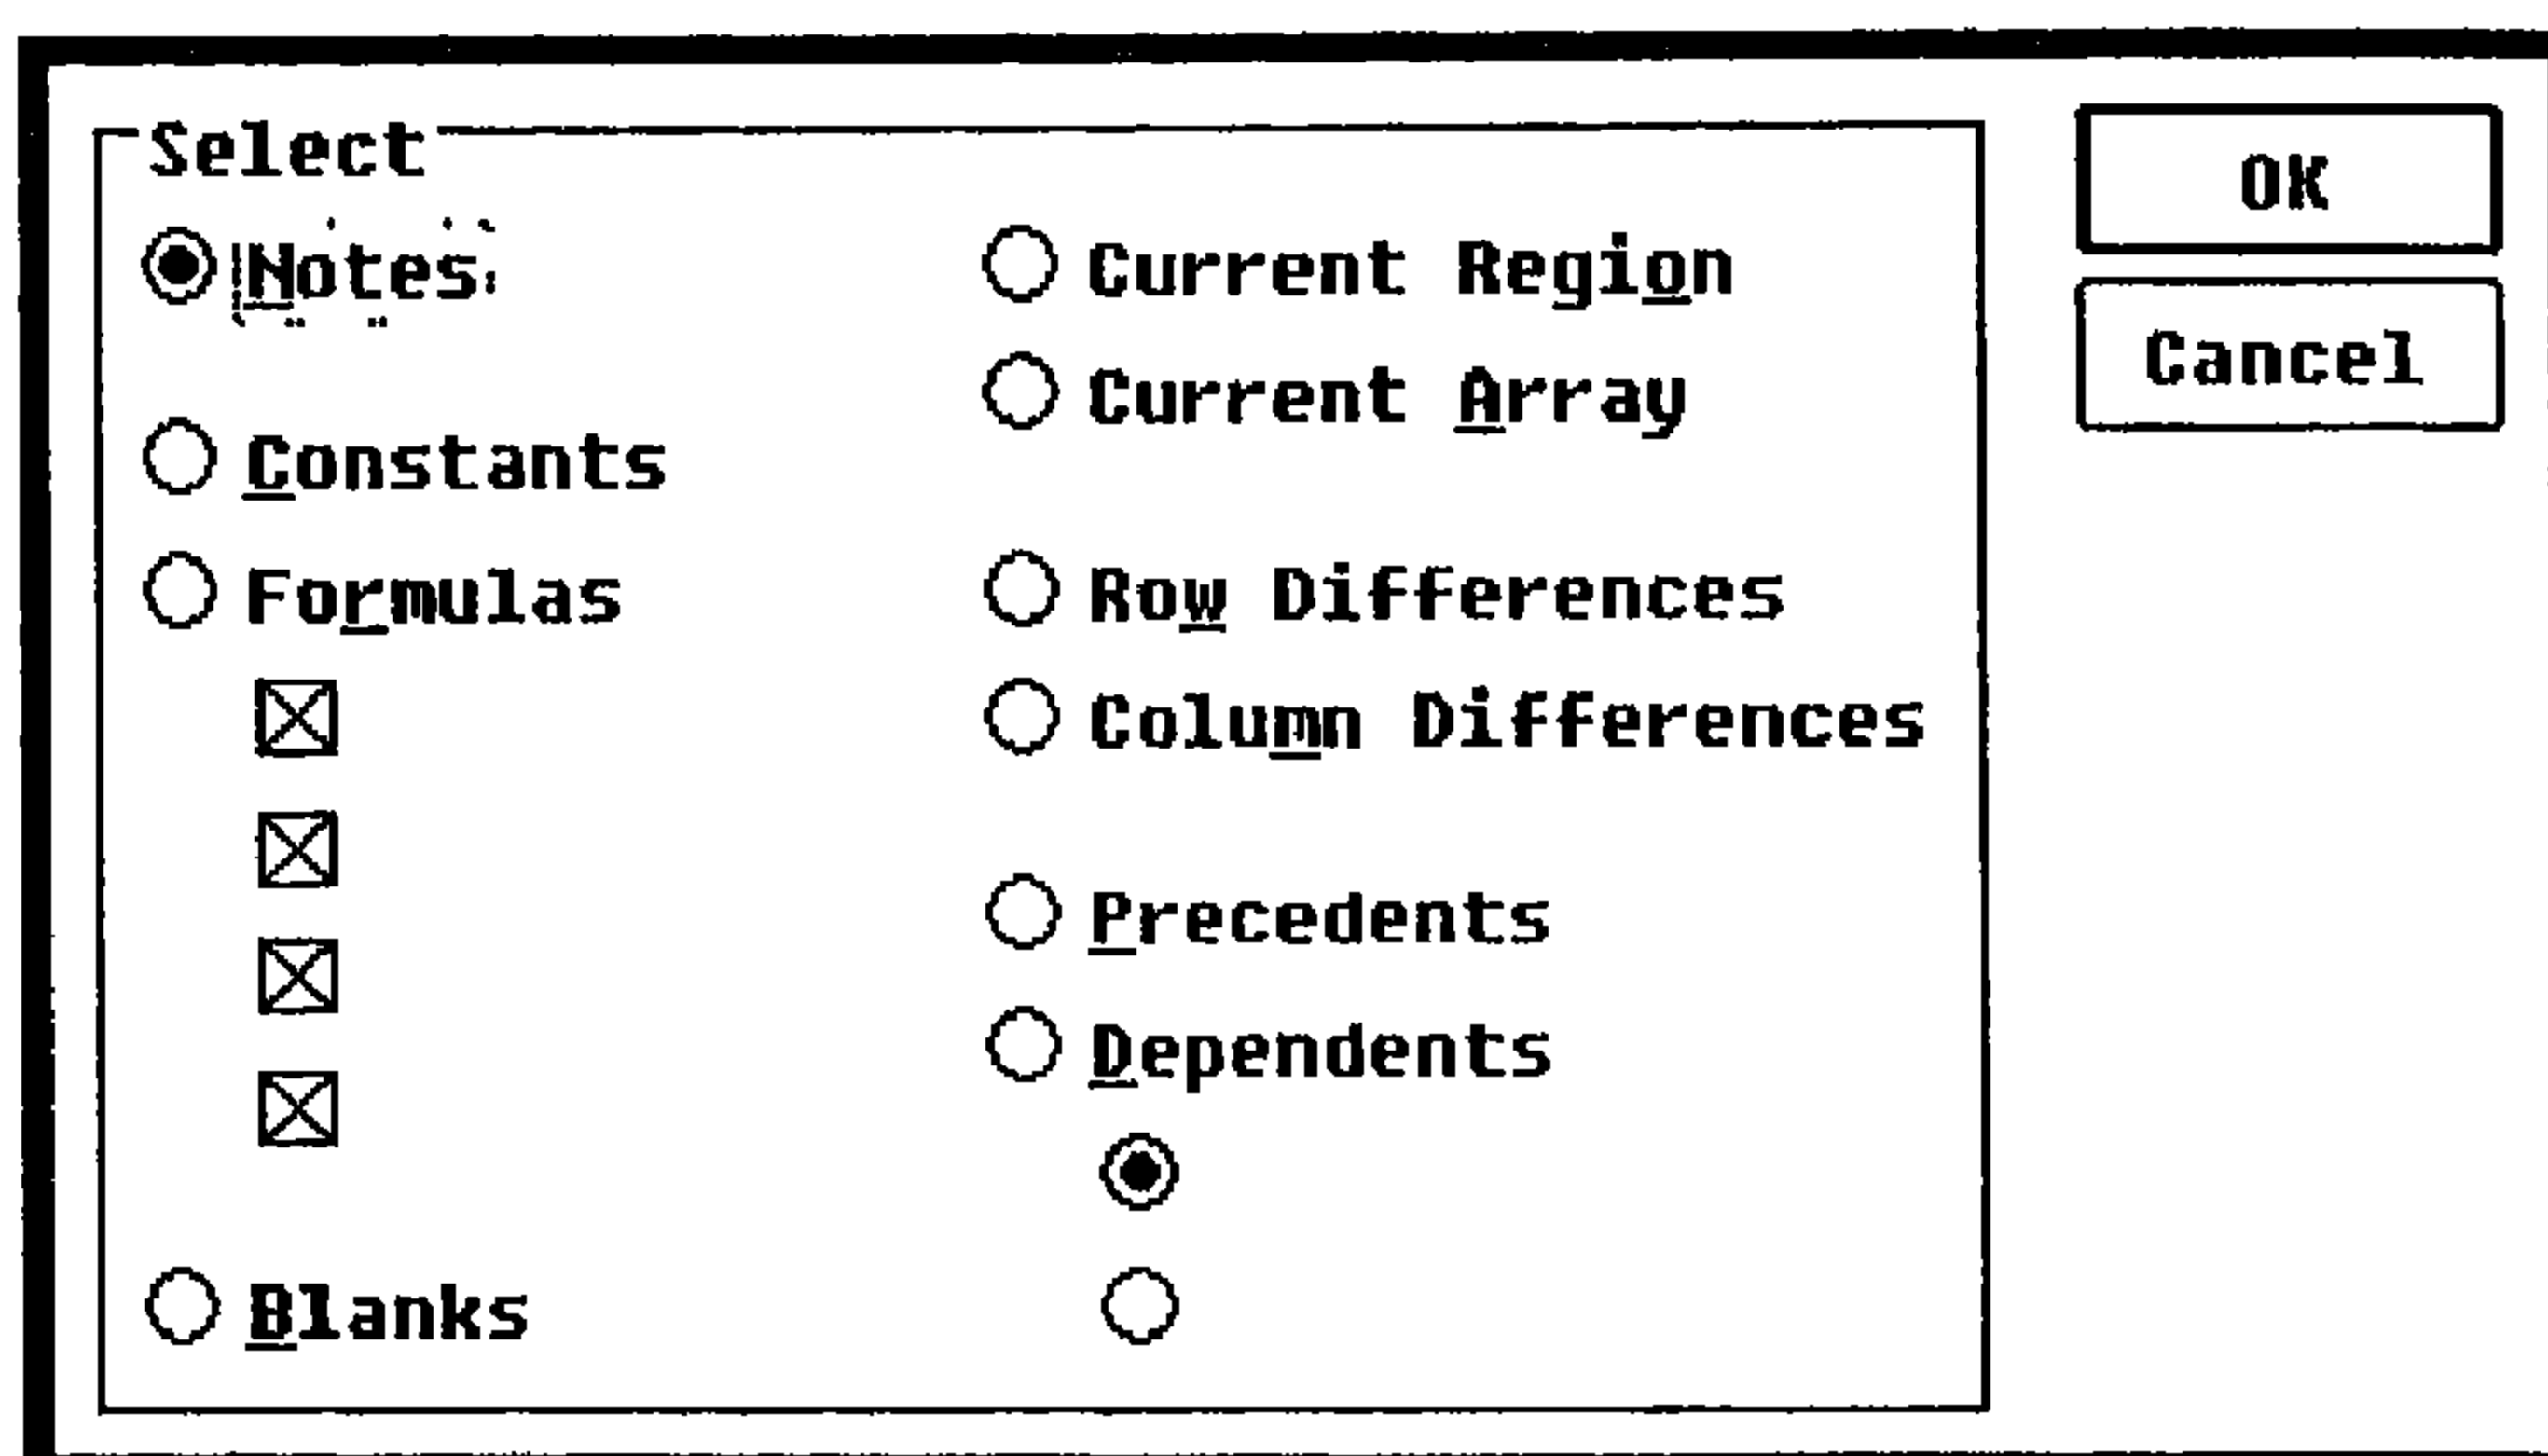 Select
Notes
Constants
Formulas
Blanks
Current Region
Current Array
Row Differences
Column Differences
Precedents
Dependents
OK
Cancel